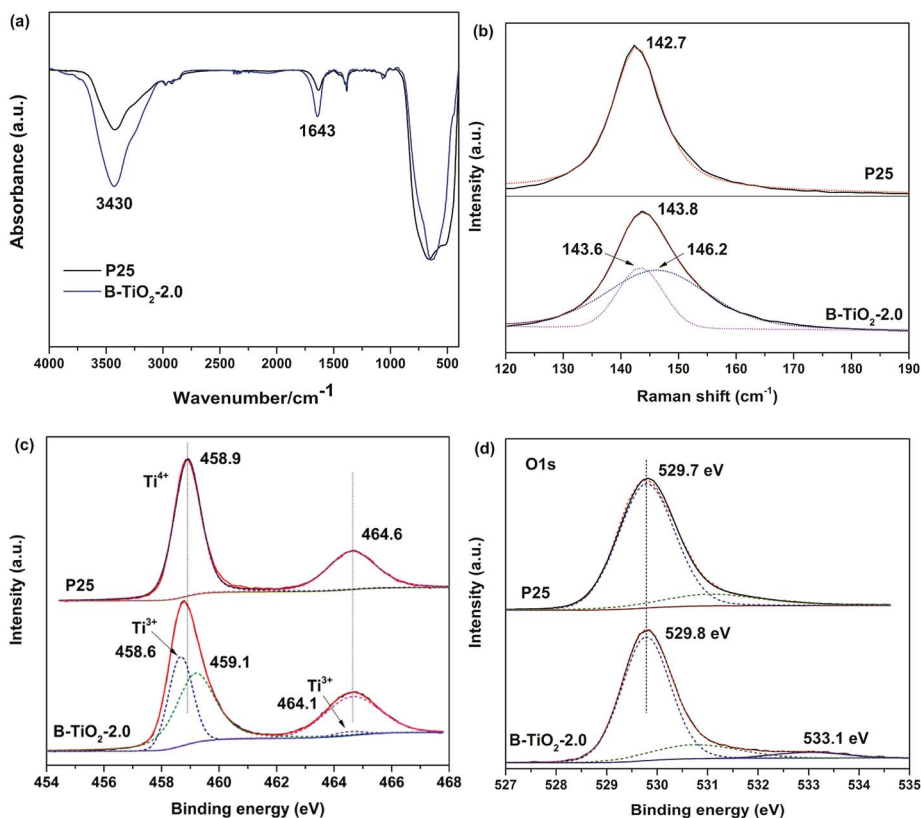 (a)
Absorbance (a.u.)
3430
1643
P25
B-TiO₂-2.0
4000 3500 3000 2500 2000 1500 1000 500
Wavenumber/cm⁻¹
(b)
Intensity (a.u.)
142.7
P25
143.8
143.6
146.2
B-TiO₂-2.0
120 130 140 150 160 170 180 190
Raman shift (cm⁻¹)
(c)
Intensity (a.u.)
Ti⁴⁺
458.9
464.6
P25
Ti³⁺
458.6
459.1
Ti³⁺
464.1
B-TiO₂-2.0
454 456 458 460 462 464 466 468
Binding energy (eV)
(d)
Intensity (a.u.)
O1s
529.7 eV
P25
529.8 eV
B-TiO₂-2.0
533.1 eV
527 528 529 530 531 532 533 534 535
Binding energy (eV)